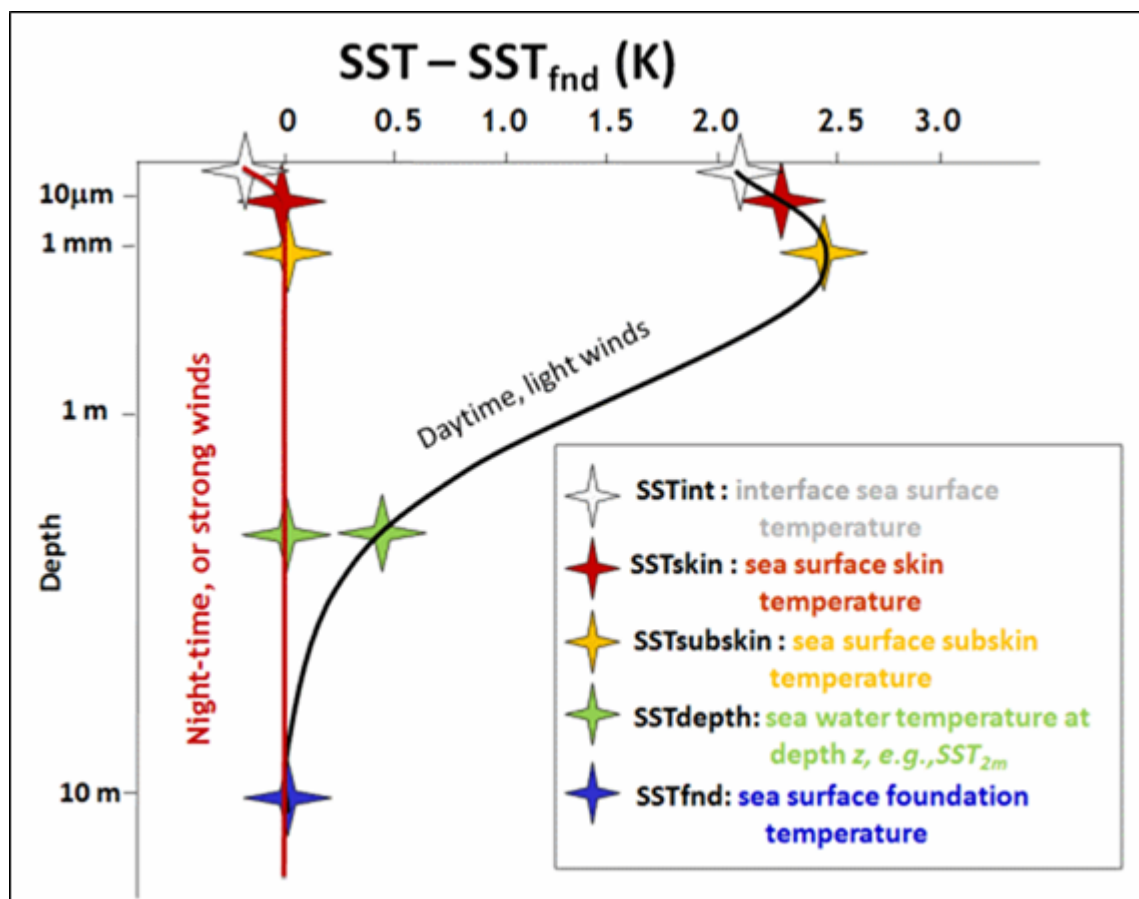 SST – SSTfnd (K)
0 0.5 1.0 1.5 2.0 2.5 3.0
10μm
1 mm
1 m
10 m
Depth
Night-time, or strong winds
Daytime, light winds
SSTint : interface sea surface
temperature
SSTskin : sea surface skin
temperature
SSTsubskin : sea surface subskin
temperature
SSTdepth: sea water temperature at
depth z, e.g.,SST2m
SSTfnd: sea surface foundation
temperature